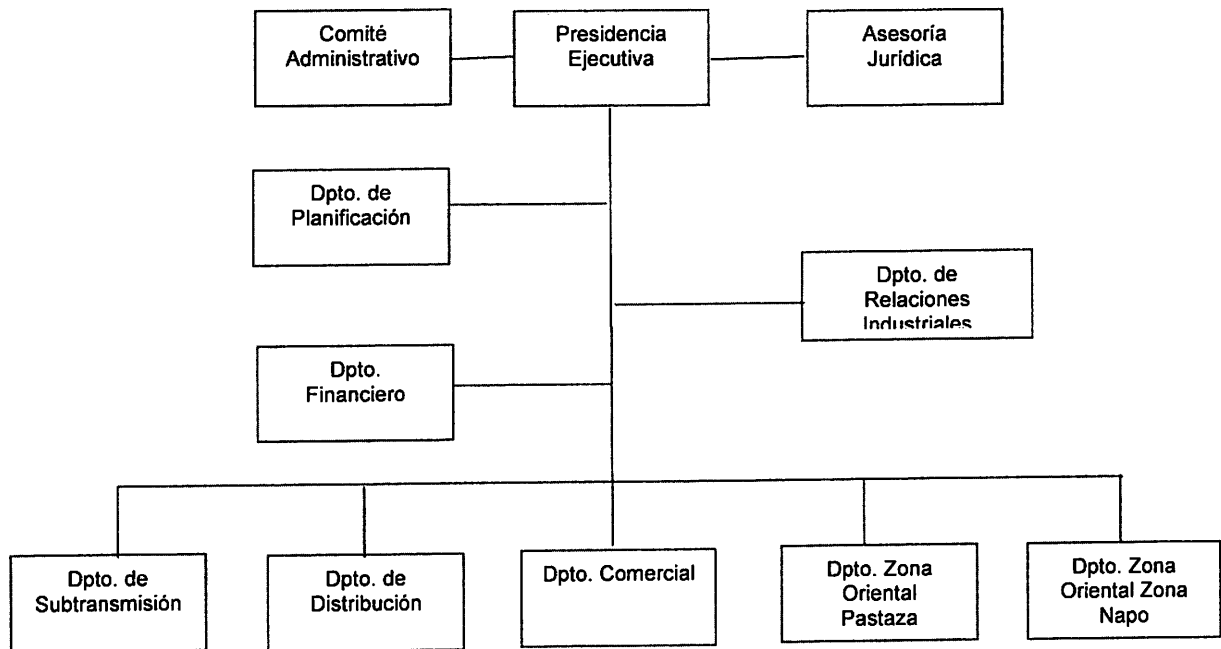 Comité
Administrativo
Presidencia
Ejecutiva
Asesoría
Jurídica
Dpto. de
Planificación
Dpto. de
Relaciones
Industriales
Dpto.
Financiero
Dpto. de
Subtransmisión
Dpto. de
Distribución
Dpto. Comercial
Dpto. Zona
Oriental
Pastaza
Dpto. Zona
Oriental Zona
Napo